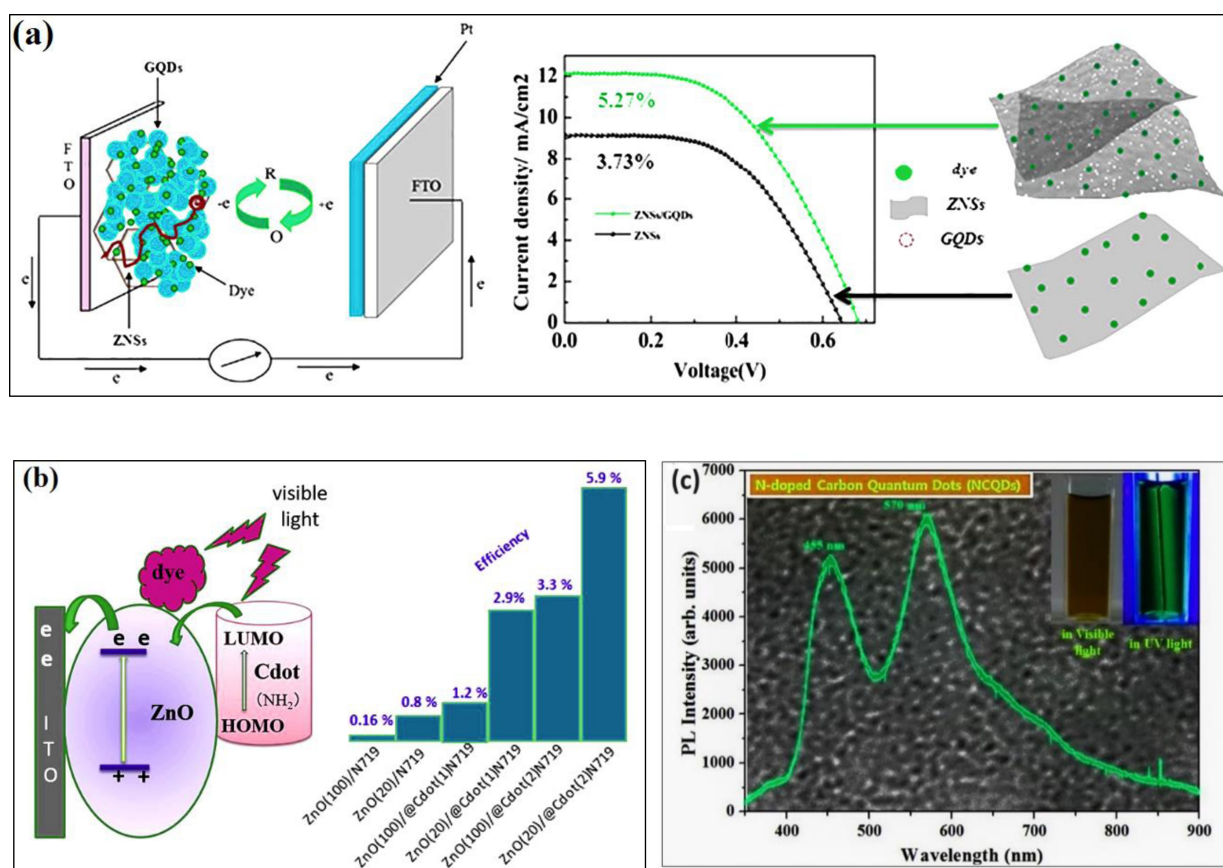 (a)
Pt
GQDs
F
T
O
R
-e
+e
O
FTO
Dye
ZNSs
e
e
e
e
12
10
8
6
4
2
0
0.0
0.2
0.4
0.6
Current density/ mA/cm2
Voltage(V)
5.27%
3.73%
ZNSs/GQDs
ZNSs
dye
ZNSs
GQDs
(b)
visible
light
dye
e
e
I
T
O
e e
ZnO
+ +
LUMO
Cdot
(NH2)
HOMO
Efficiency
0.16 %
0.8 %
1.2 %
2.9%
3.3 %
5.9 %
ZnO(100)/N719
ZnO(20)/N719
ZnO(100)/@Cdot(1)N719
ZnO(20)/@Cdot(1)N719
ZnO(100)/@Cdot(2)N719
ZnO(20)/@Cdot(2)N719
(c)
N-doped Carbon Quantum Dots (NCQDs)
455 nm
570 nm
in Visible
light
in UV light
7000
6000
5000
4000
3000
2000
1000
0
PL Intensity (arb. units)
400
500
600
700
800
900
Wavelength (nm)